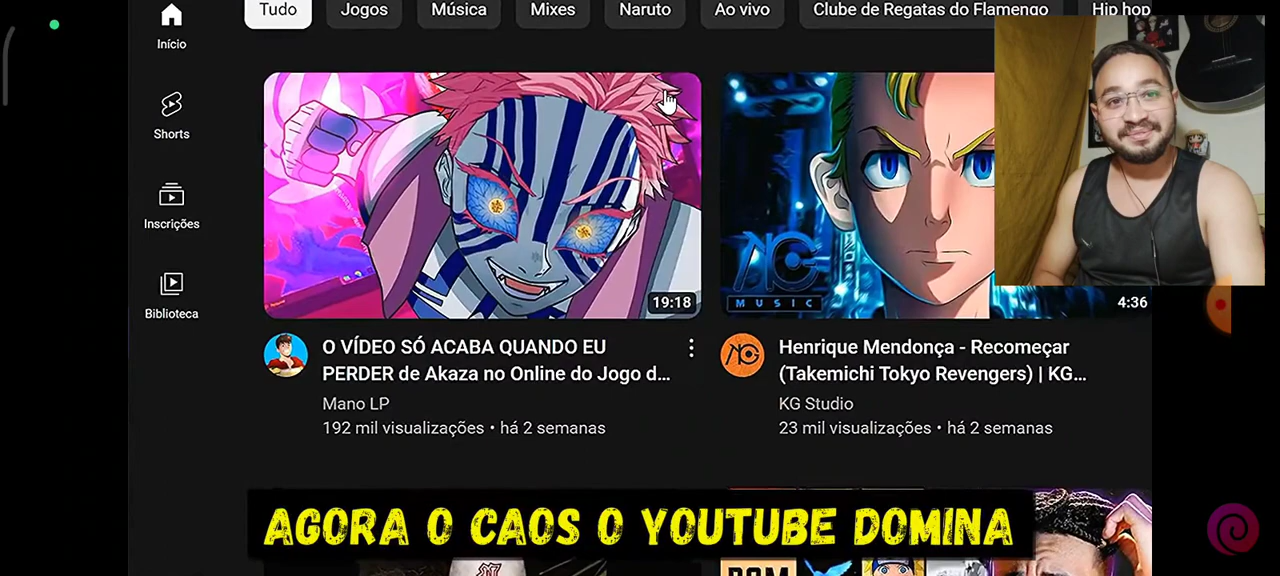 Tudo
Jogos
Música
Mixes
Naruto
Ao vivo
Clube de Regatas do Flamengo
Hip hop
Início
Shorts
Inscrições
Biblioteca
MUSIC
19:18
4:36
O VÍDEO SÓ ACABA QUANDO EU
PERDER de Akaza no Online do Jogo d...
Mano LP
192 mil visualizações • há 2 semanas
Henrique Mendonça - Recomeçar
(Takemichi Tokyo Revengers) | KG...
KG Studio
23 mil visualizações • há 2 semanas
AGORA O CAOS O YOUTUBE DOMINA